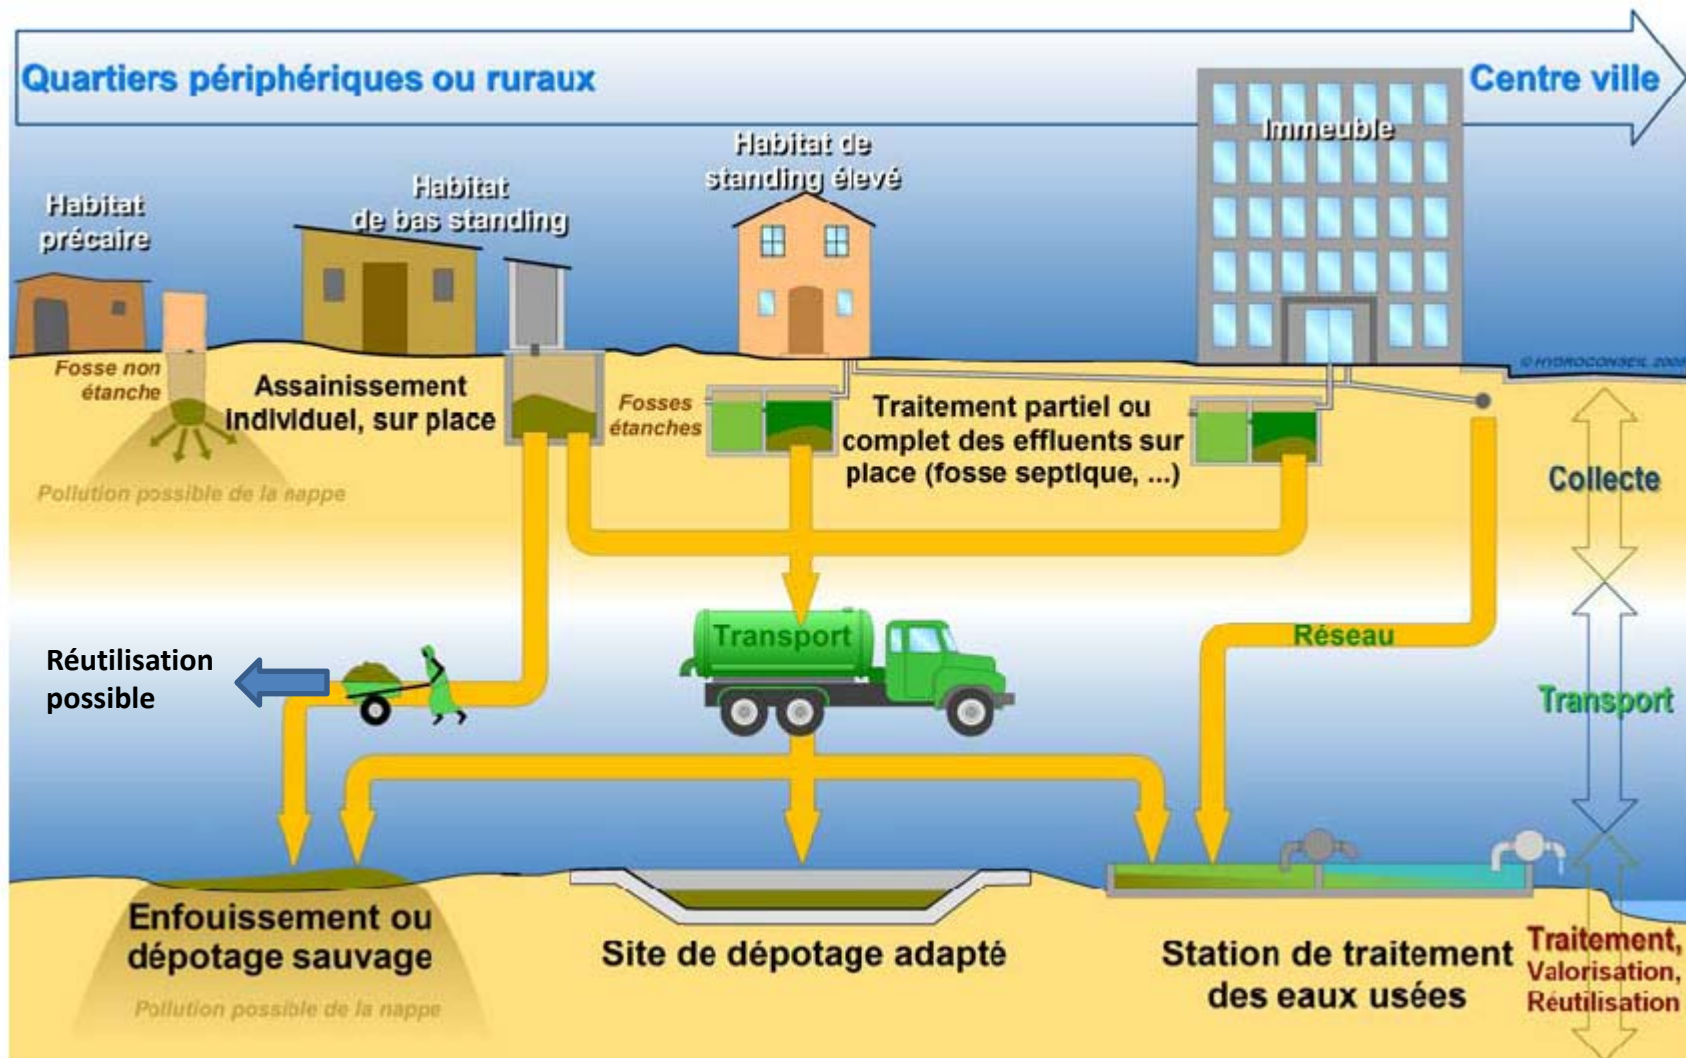 Quartiers périphériques ou ruraux
Centre ville
Immeuble
Habitat de
standing élevé
Habitat
de bas standing
Habitat
précaire
© HYDROCONSEIL
Fosse non
étanche
Assainissement
individuel, sur place
Fosses
étanches
Traitement partiel ou
complet des effluents sur
place (fosse septique, ...)
Pollution possible de la nappe
Collecte
Transport
Réseau
Réutilisation
possible
Transport
Enfouissement ou
dépotage sauvage
Pollution possible de la nappe
Site de dépotage adapté
Station de traitement
des eaux usées
Traitement,
Valorisation,
Réutilisation